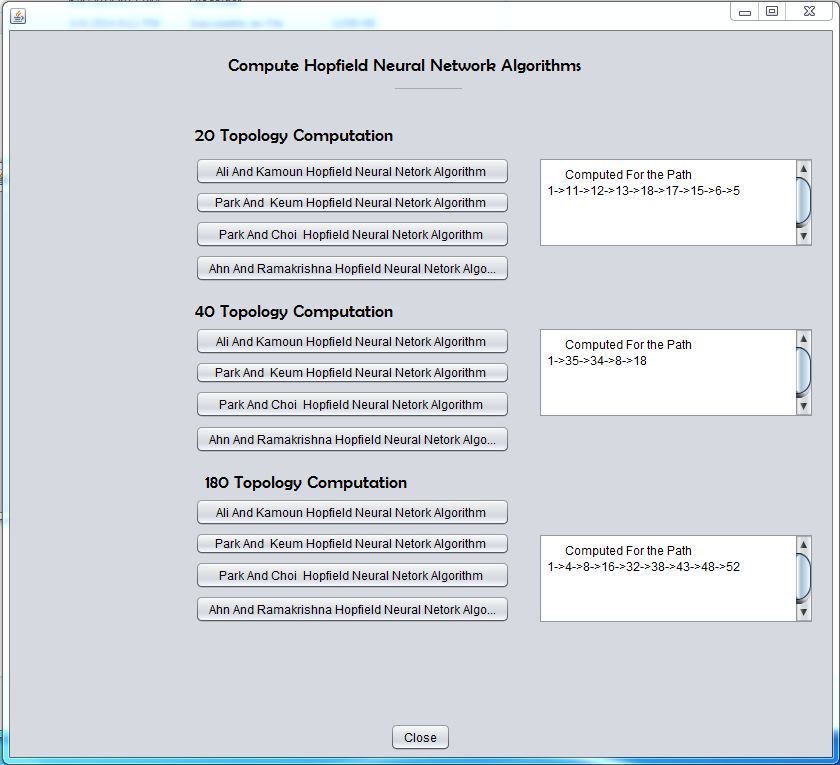 Compute Hopfield Neural Network Algorithms
20 Topology Computation
Ali And Kamoun Hopfield Neural Netork Algorithm
Park And  Keum Hopfield Neural Netork Algorithm
Park And Choi  Hopfield Neural Netork Algorithm
Ahn And Ramakrishna Hopfield Neural Netork Algo...
Computed For the Path
1->11->12->13->18->17->15->6->5
40 Topology Computation
Ali And Kamoun Hopfield Neural Netork Algorithm
Park And  Keum Hopfield Neural Netork Algorithm
Park And Choi  Hopfield Neural Netork Algorithm
Ahn And Ramakrishna Hopfield Neural Netork Algo...
Computed For the Path
1->35->34->8->18
180 Topology Computation
Ali And Kamoun Hopfield Neural Netork Algorithm
Park And  Keum Hopfield Neural Netork Algorithm
Park And Choi  Hopfield Neural Netork Algorithm
Ahn And Ramakrishna Hopfield Neural Netork Algo...
Computed For the Path
1->4->8->16->32->38->43->48->52
Close